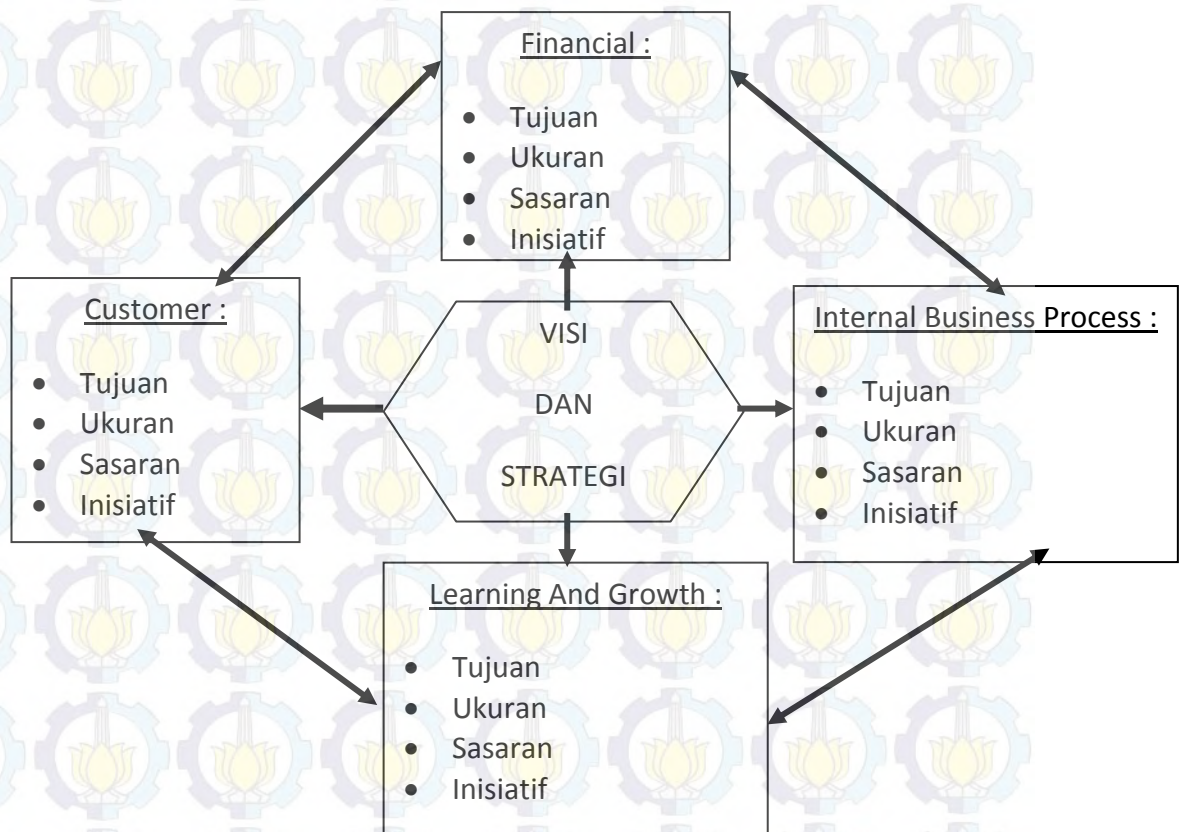 Financial :
• Tujuan
• Ukuran
• Sasaran
• Inisiatif
Customer :
• Tujuan
• Ukuran
• Sasaran
• Inisiatif
VISI
DAN
STRATEGI
Internal Business Process :
• Tujuan
• Ukuran
• Sasaran
• Inisiatif
Learning And Growth :
• Tujuan
• Ukuran
• Sasaran
• Inisiatif